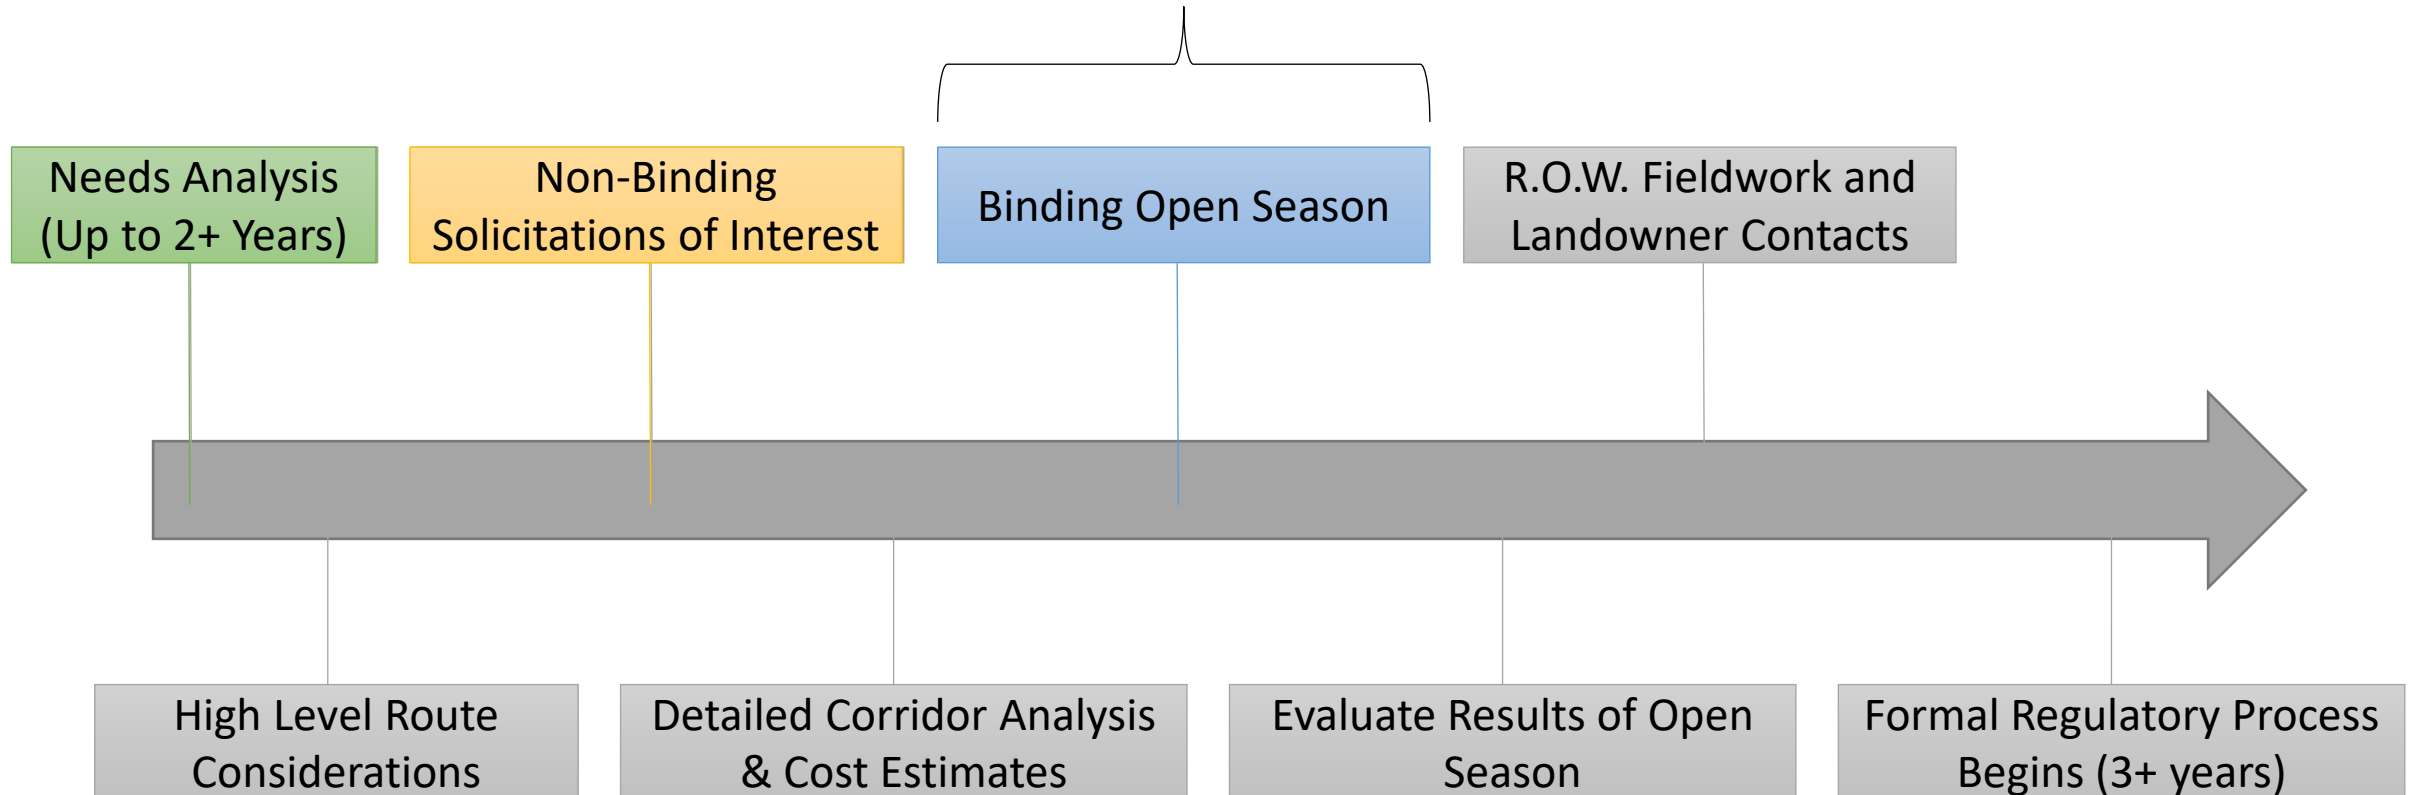 Needs Analysis
(Up to 2+ Years)
Non-Binding
Solicitations of Interest
Binding Open Season
R.O.W. Fieldwork and
Landowner Contacts
High Level Route
Considerations
Detailed Corridor Analysis
& Cost Estimates
Evaluate Results of Open
Season
Formal Regulatory Process
Begins (3+ years)